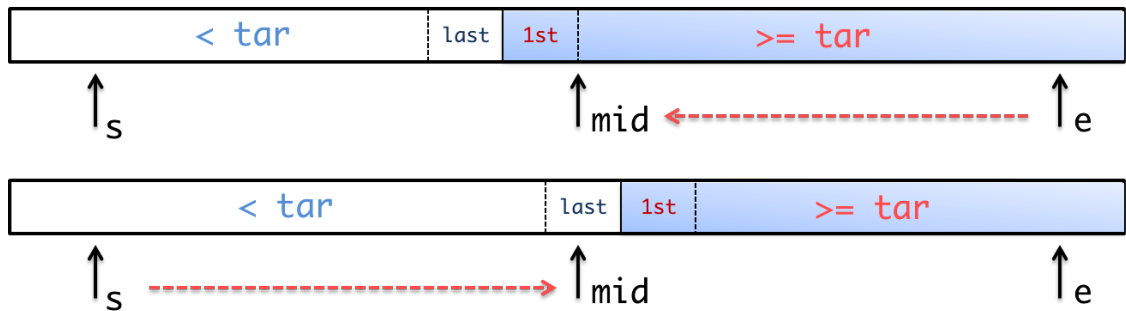 < tar last 1st >= tar
s mid e
< tar last 1st >= tar
s mid e